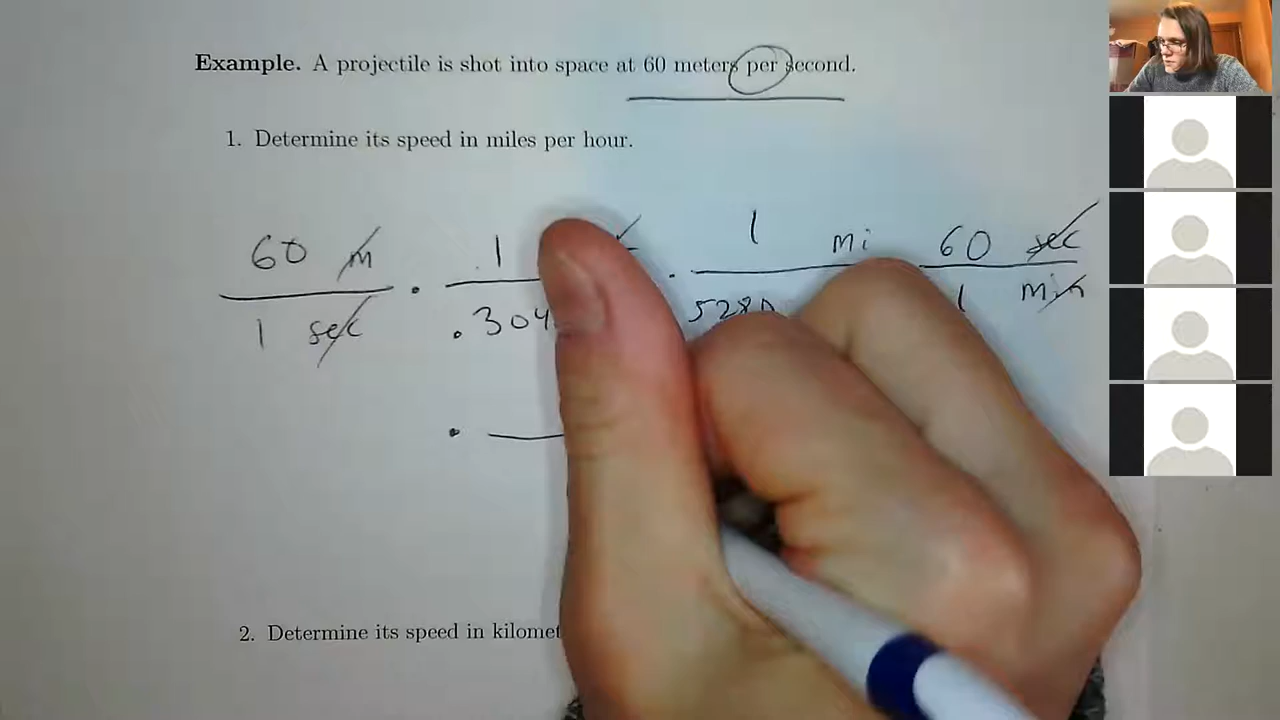 Example. A projectile is shot into space at 60 meters per second.
1. Determine its speed in miles per hour.
60 m · 1 · 1 mi 60 sec
1 sec .304 5280 1 min
·
2. Determine its speed in